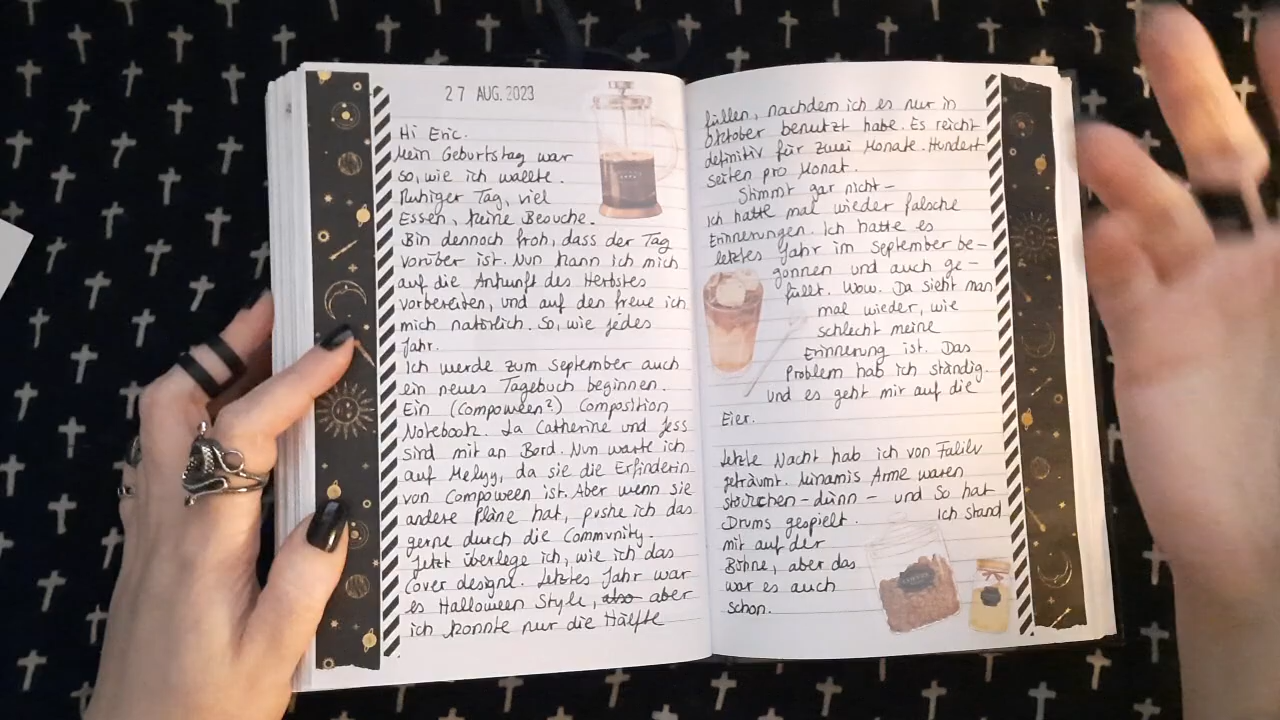 27 AUG. 2023
Hi Eric.
Mein Geburtstag war
so, wie ich wollte.
Ruhiger Tag, viel
Essen, keine Besuche.
Bin dennoch froh, dass der Tag
vorüber ist. Nun kann ich mich
auf die Ankunft des Herbstes
vorbereiten, und auf den freue ich
mich natürlich. So, wie jedes
Jahr.
Ich werde zum September auch
ein neues Tagebuch beginnen.
Ein (Compoween?) Composition
Notebook. La Catherine und Jess
sind mit an Bord. Nun warte ich
auf Melyy, da sie die Erfinderin
von Compoween ist. Aber wenn sie
andere Pläne hat, pushe ich das
gerne durch die Community.
Jetzt überlege ich, wie ich das
Cover designe. Letztes Jahr war
es Halloween Style, also aber
ich konnte nur die Hälfte
füllen, nachdem ich es nur in
Oktober benutzt habe. Es reicht
definitiv für zwei Monate. Hundert
Seiten pro Monat.
Stimmt gar nicht –
Ich hatte mal wieder falsche
Erinnerungen. Ich hatte es
letztes Jahr im September be-
gonnen und auch ge-
füllt. Wow. Da sieht man
mal wieder, wie
schlecht meine
Erinnerung ist. Das
Problem hab ich ständig.
und es geht mir auf die
Eier.
Letzte Nacht hab ich von
geträumt. Minamis Arme waren
- dünn - und so hat
Drums gespielt. Ich stand
mit auf der
Bühne, aber das
war es auch
schon.